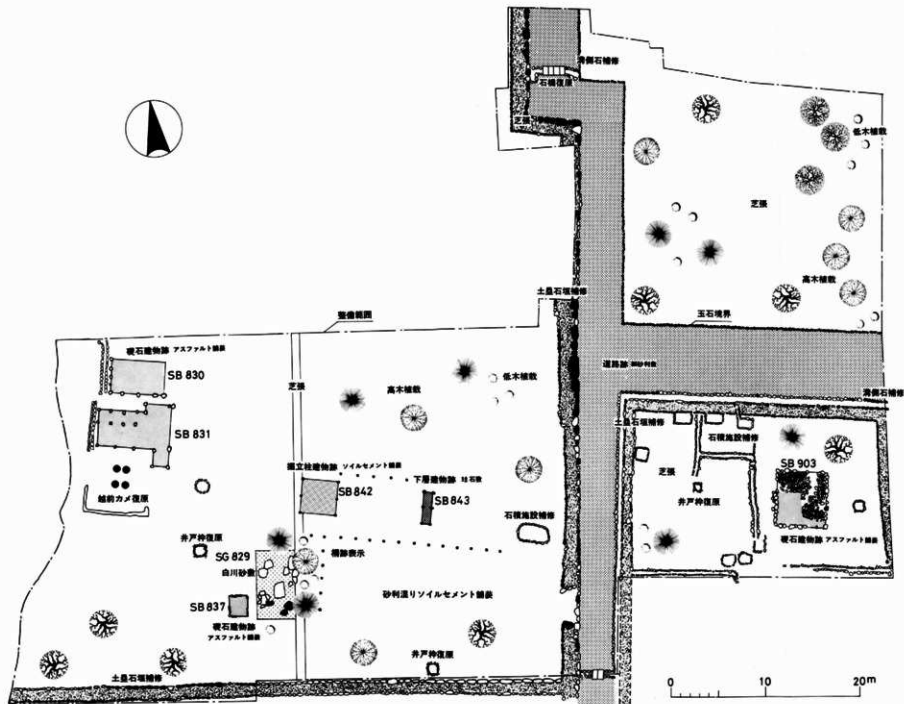 溝側石補修
石橋復原
芝張
低木植栽
芝張
高木植栽
土塁石垣補修
玉石境界
整備範囲
道路跡
溝側石補修
礎石建物跡 アスファルト舗装
SB 830
芝張
高木植栽
低木植栽
SB 831
土塁石垣補修
石積施設補修
芝張
SB 903
井戸枠復原
礎石建物跡 アスファルト舗装
越前カメ復原
掘立柱建物跡 ソイルセメント舗装
SB 842
下層建物跡
SB 843
石積施設補修
井戸枠復原
柵跡表示
SG 829
白川砂敷
砂利混りソイルセメント舗装
SB 837
礎石建物跡
アスファルト舗装
土塁石垣補修
井戸枠復原
0 10 20m